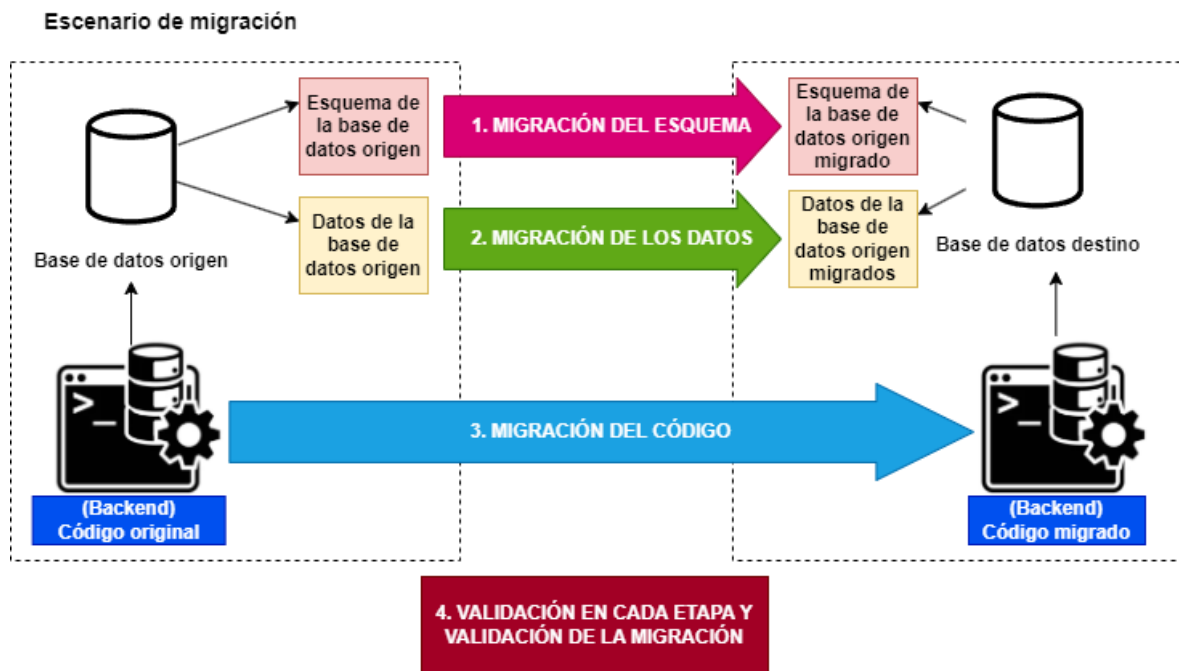 Escenario de migración
Esquema de
la base de
datos origen
1. MIGRACIÓN DEL ESQUEMA
Esquema de
la base de
datos origen
migrado
Datos de la
base de
datos origen
2. MIGRACIÓN DE LOS DATOS
Datos de la
base de
datos origen
migrados
Base de datos origen
Base de datos destino
>_
3. MIGRACIÓN DEL CÓDIGO
>_
(Backend)
Código original
(Backend)
Código migrado
4. VALIDACIÓN EN CADA ETAPA Y
VALIDACIÓN DE LA MIGRACIÓN